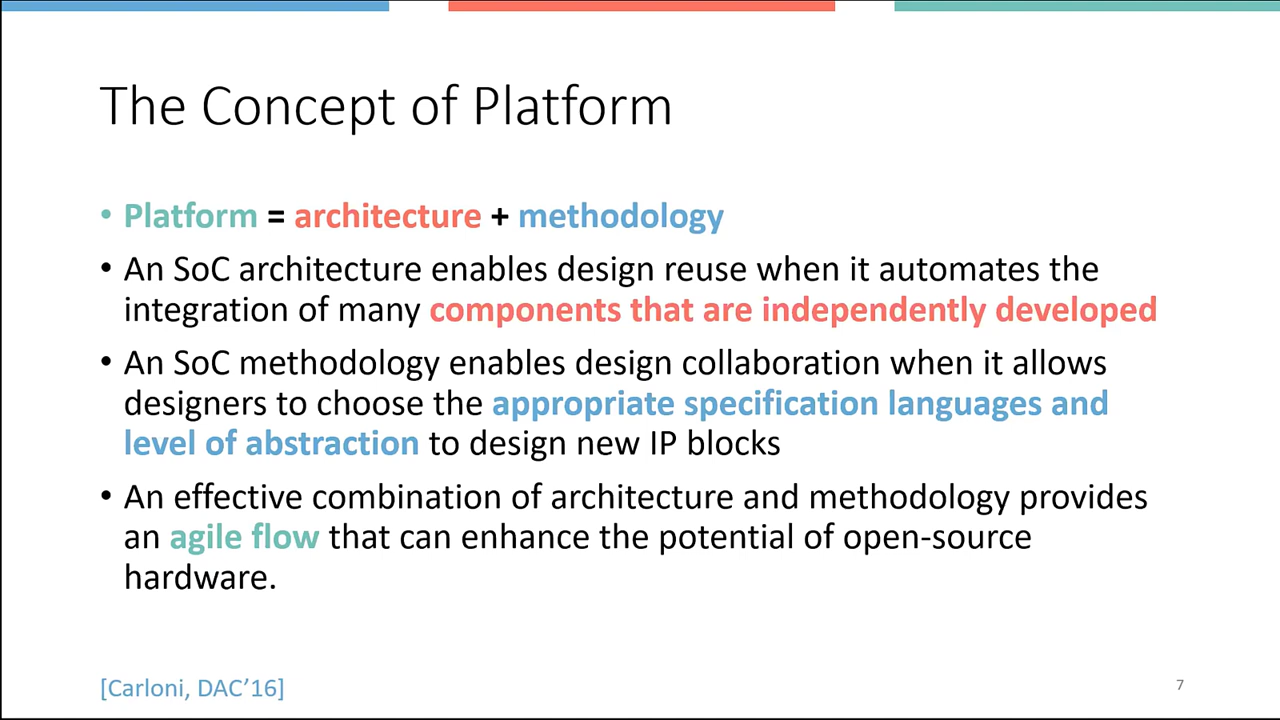 The Concept of Platform
• Platform = architecture + methodology
• An SoC architecture enables design reuse when it automates the
integration of many components that are independently developed
• An SoC methodology enables design collaboration when it allows
designers to choose the appropriate specification languages and
level of abstraction to design new IP blocks
• An effective combination of architecture and methodology provides
an agile flow that can enhance the potential of open-source
hardware.
[Carloni, DAC’16]
7